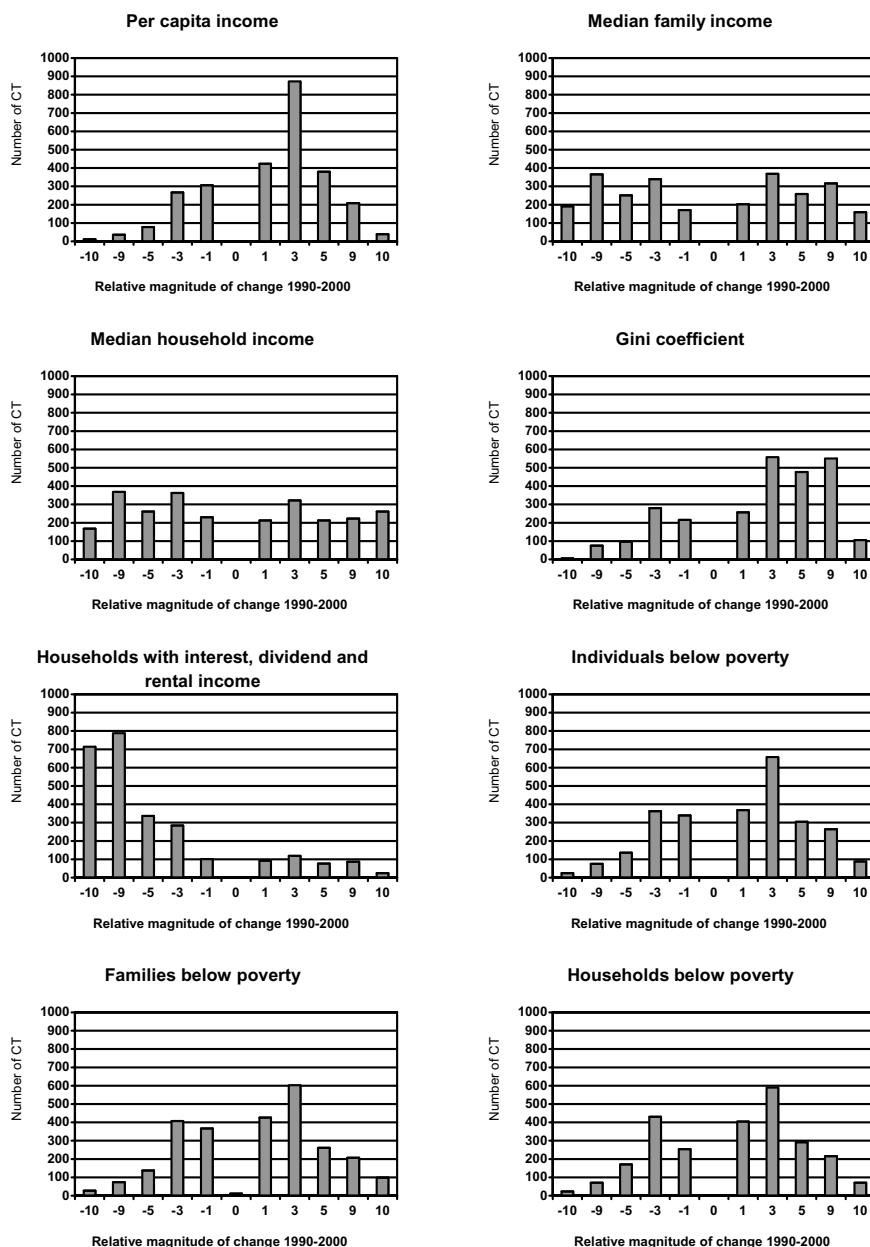 Per capita income
Number of CT
1000
900
800
700
600
500
400
300
200
100
0
-10 -9 -5 -3 -1 0 1 3 5 9 10
Relative magnitude of change 1990-2000
Median family income
Number of CT
1000
900
800
700
600
500
400
300
200
100
0
-10 -9 -5 -3 -1 0 1 3 5 9 10
Relative magnitude of change 1990-2000
Median household income
Number of CT
1000
900
800
700
600
500
400
300
200
100
0
-10 -9 -5 -3 -1 0 1 3 5 9 10
Relative magnitude of change 1990-2000
Gini coefficient
Number of CT
1000
900
800
700
600
500
400
300
200
100
0
-10 -9 -5 -3 -1 0 1 3 5 9 10
Relative magnitude of change 1990-2000
Households with interest, dividend and
rental income
Number of CT
1000
900
800
700
600
500
400
300
200
100
0
-10 -9 -5 -3 -1 0 1 3 5 9 10
Relative magnitude of change 1990-2000
Individuals below poverty
Number of CT
1000
900
800
700
600
500
400
300
200
100
0
-10 -9 -5 -3 -1 0 1 3 5 9 10
Relative magnitude of change 1990-2000
Families below poverty
Number of CT
1000
900
800
700
600
500
400
300
200
100
0
-10 -9 -5 -3 -1 0 1 3 5 9 10
Relative magnitude of change 1990-2000
Households below poverty
Number of CT
1000
900
800
700
600
500
400
300
200
100
0
-10 -9 -5 -3 -1 0 1 3 5 9 10
Relative magnitude of change 1990-2000